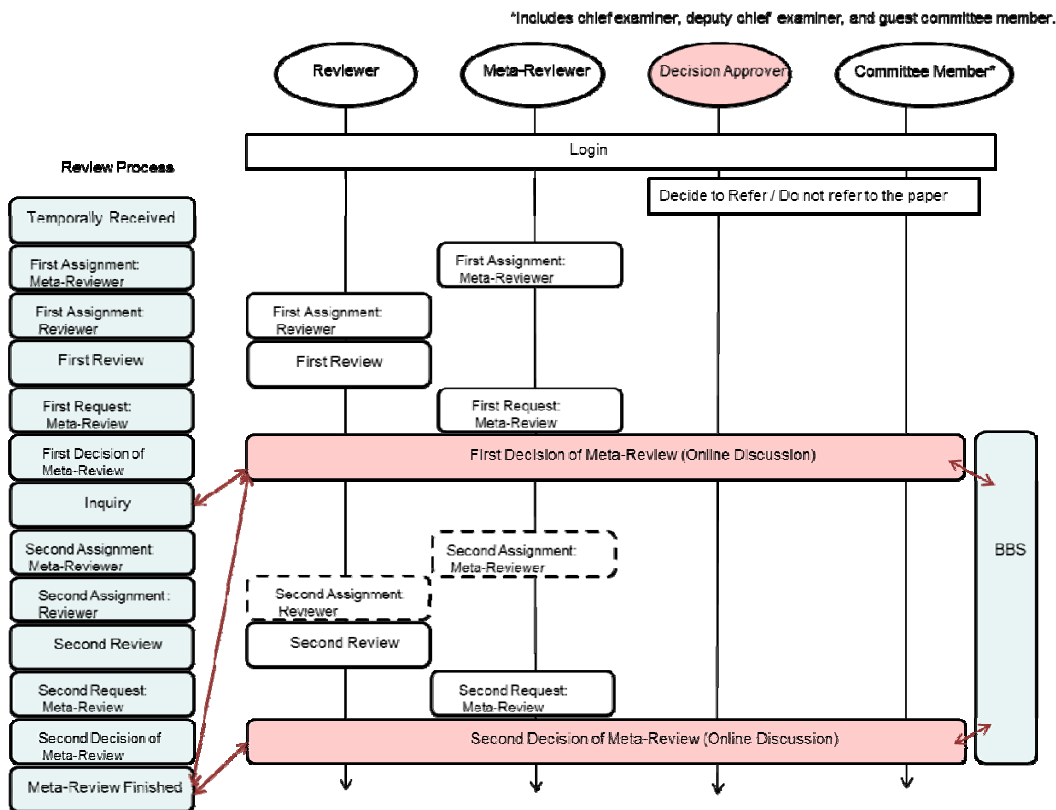 *Includes chief examiner, deputy chief examiner, and guest committee member.
Reviewer
Meta-Reviewer
Decision Approver
Committee Member*
Login
Review Process
Decide to Refer / Do not refer to the paper
Temporally Received
First Assignment:
Meta-Reviewer
First Assignment:
Meta-Reviewer
First Assignment:
Reviewer
First Assignment:
Reviewer
First Review
First Review
First Request:
Meta-Review
First Request:
Meta-Review
First Decision of
Meta-Review
First Decision of Meta-Review (Online Discussion)
Inquiry
Second Assignment:
Meta-Reviewer
Second Assignment:
Meta-Reviewer
BBS
Second Assignment:
Reviewer
Second Assignment:
Reviewer
Second Review
Second Review
Second Request:
Meta-Review
Second Request:
Meta-Review
Second Decision of
Meta-Review
Second Decision of Meta-Review (Online Discussion)
Meta-Review Finished